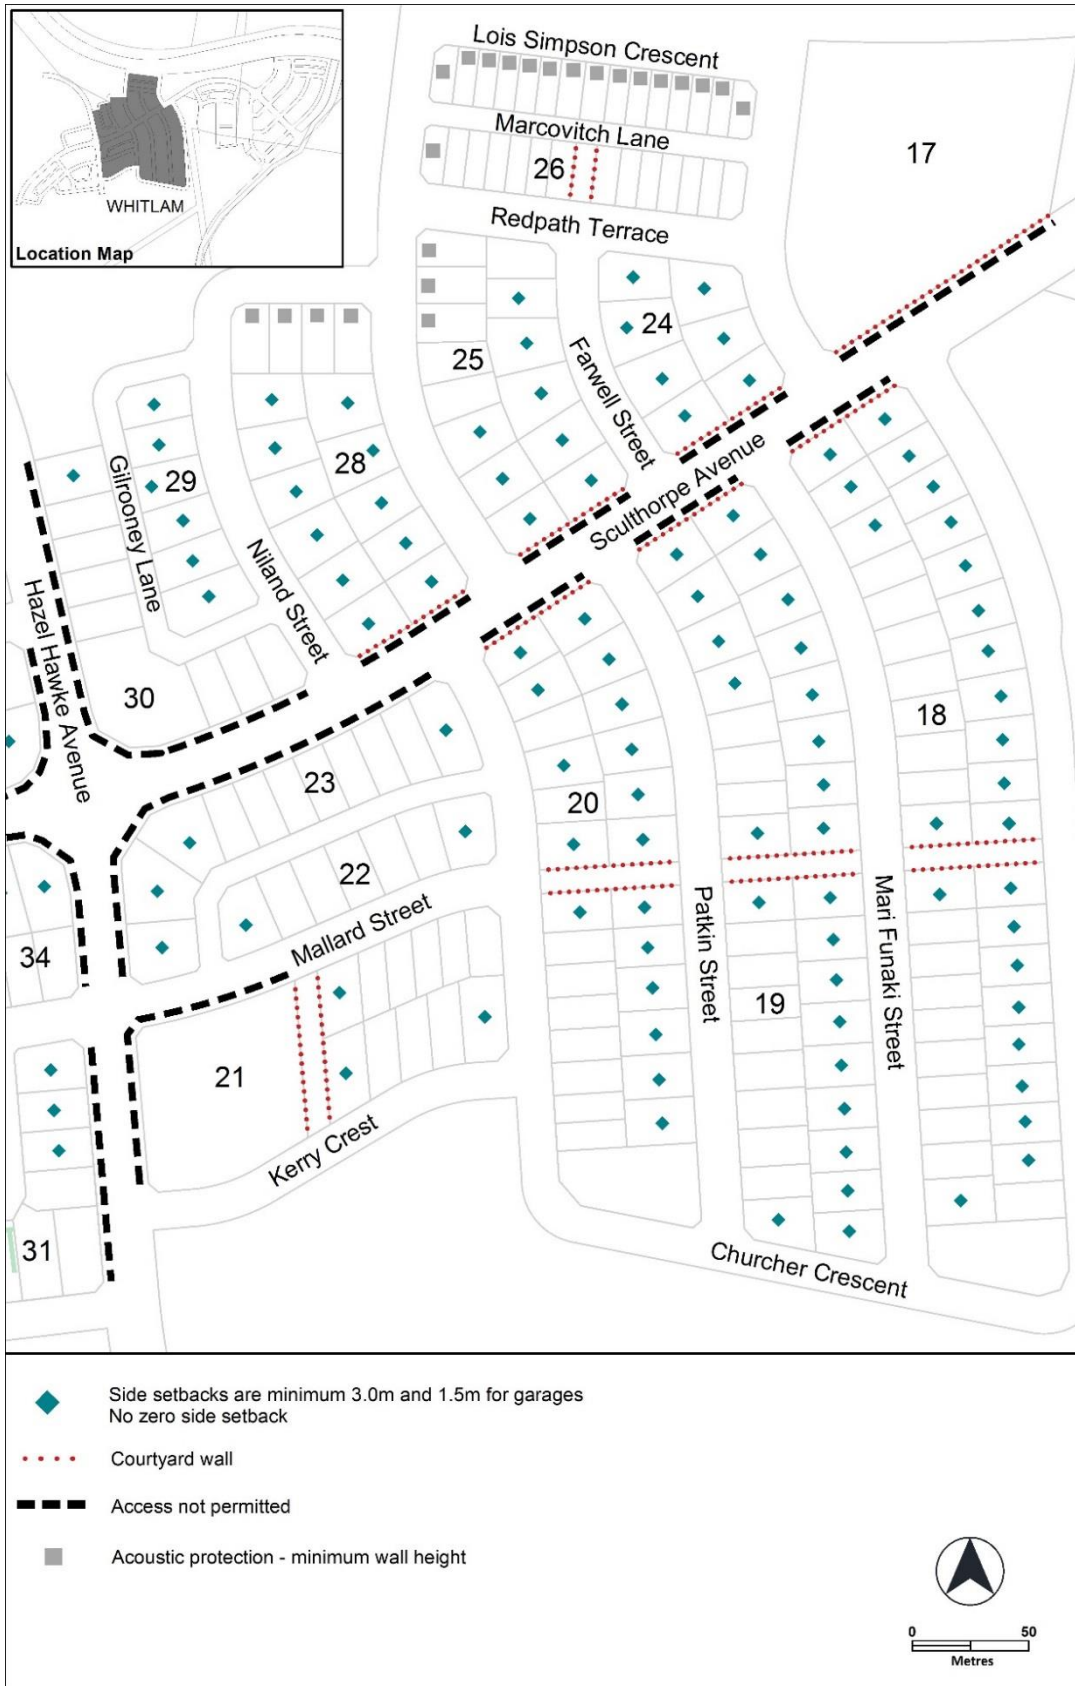 Lois Simpson Crescent
WHITLAM
Location Map
Marcovitch Lane
17
26
Redpath Terrace
24
25
Farwell Street
28
29
Gilrooney Lane
Sculthorpe Avenue
Niland Street
Hazel Hawke Avenue
30
18
23
20
22
Patkin Street
Mari Funaki Street
Mallard Street
34
19
21
Kerry Crest
31
Churcher Crescent
Side setbacks are minimum 3.0m and 1.5m for garages
No zero side setback
Courtyard wall
Access not permitted
Acoustic protection - minimum wall height
0 50
Metres